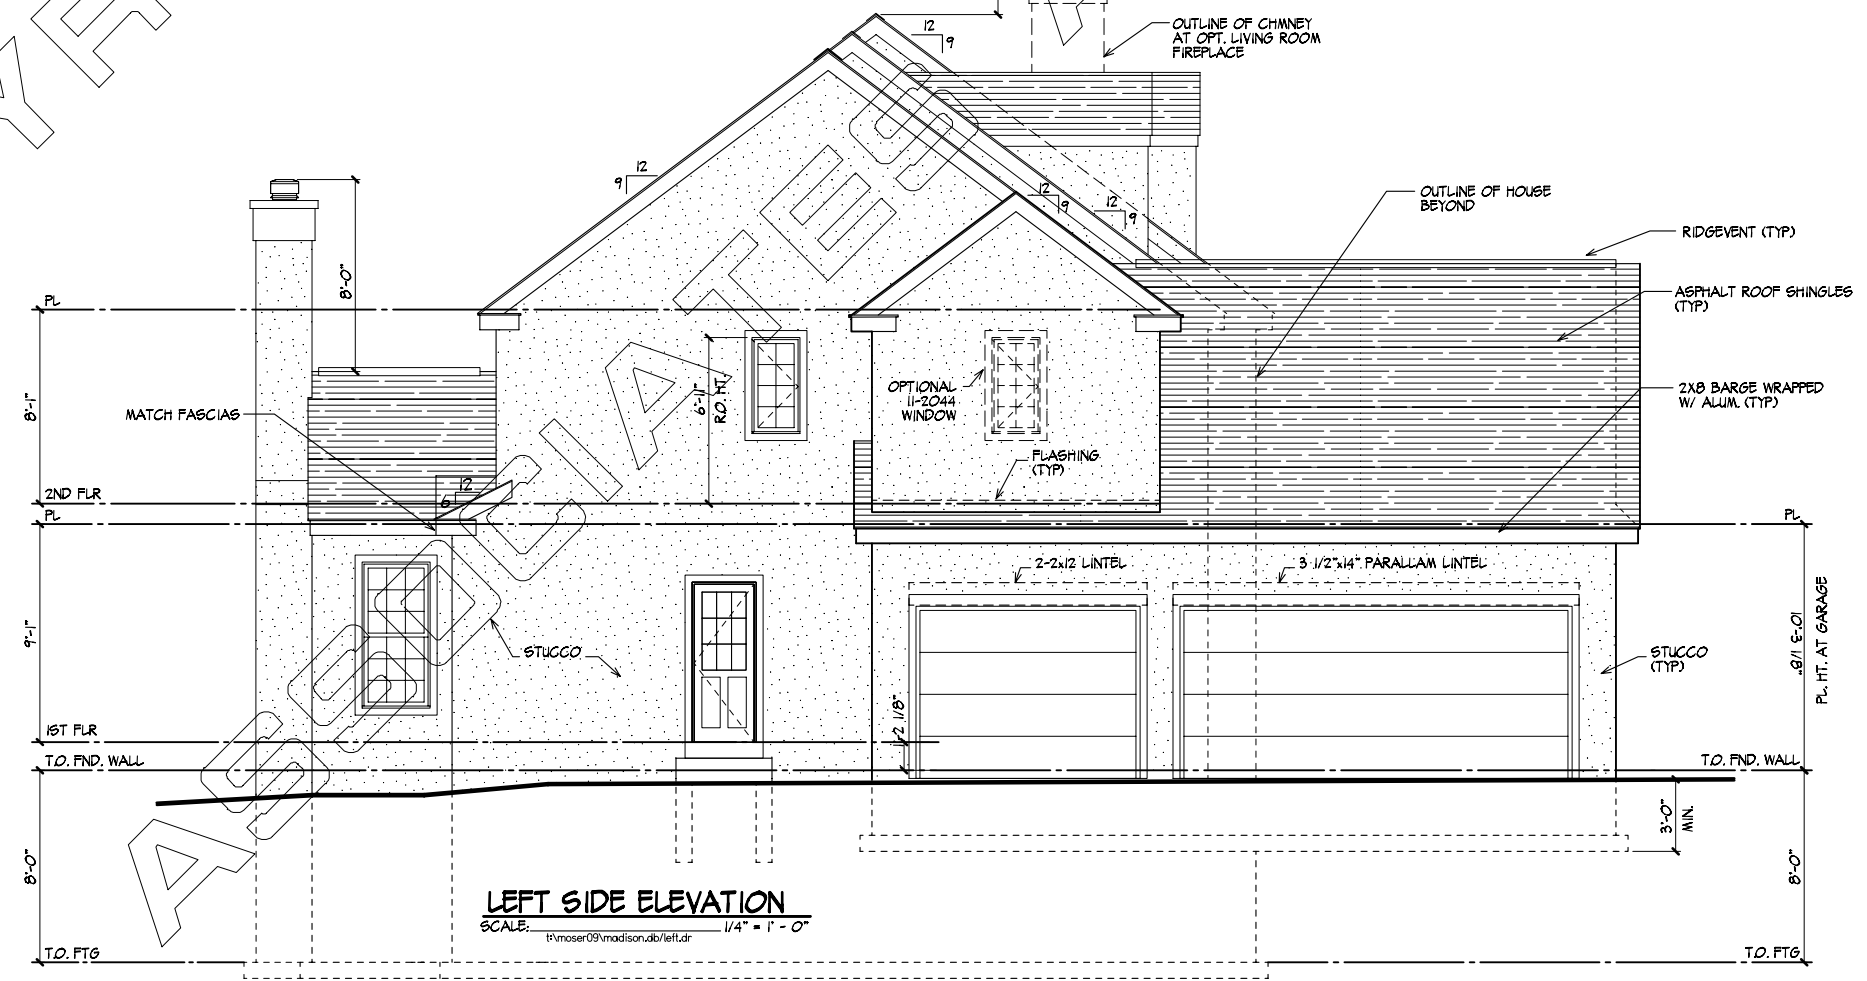 12
9
OUTLINE OF CHMNEY
AT OPT. LIVING ROOM
FIREPLACE
12
9
12
9
12
9
OUTLINE OF HOUSE
BEYOND
RIDGEVENT (TYP)
ASPHALT ROOF SHINGLES
(TYP)
8'-0"
PL
8'-1"
MATCH FASCIAS
6'-11"
R.O. HT.
OPTIONAL
11-2044
WINDOW
2X8 BARGE WRAPPED
W/ ALUM. (TYP)
FLASHING
(TYP)
12
6
2ND FLR
PL
PL
2-2x12 LINTEL
3 1/2"x14" PARALLAM LINTEL
9'-1"
STUCCO
STUCCO
(TYP)
10'-3 1/8"
PL. HT. AT GARAGE
1ST FLR
1'-2 1/8"
T.O. FND. WALL
T.O. FND. WALL
3'-0"
MIN.
8'-0"
8'-0"
LEFT SIDE ELEVATION
SCALE: 1/4" = 1' - 0"
t:\moser09\madison.db/left.dr
T.O. FTG
T.O. FTG
ASSOCIATES